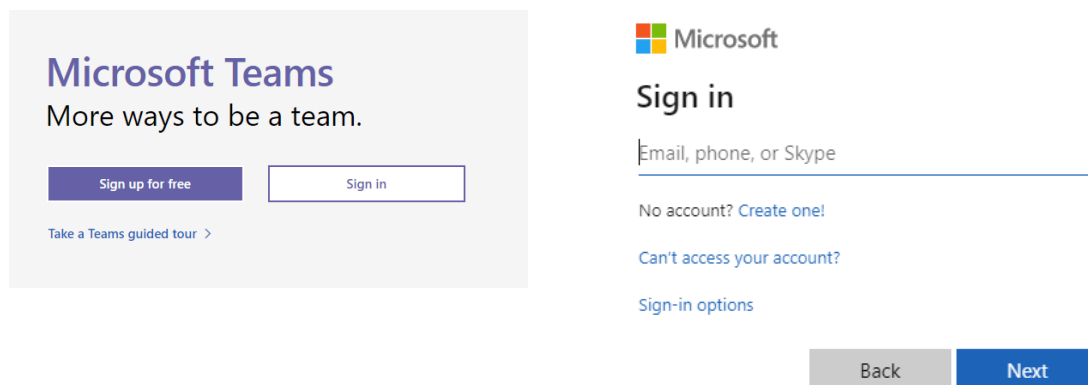 Microsoft Teams
More ways to be a team.
Sign up for free
Sign in
Take a Teams guided tour >
Microsoft
Sign in
Email, phone, or Skype
No account? Create one!
Can't access your account?
Sign-in options
Back
Next